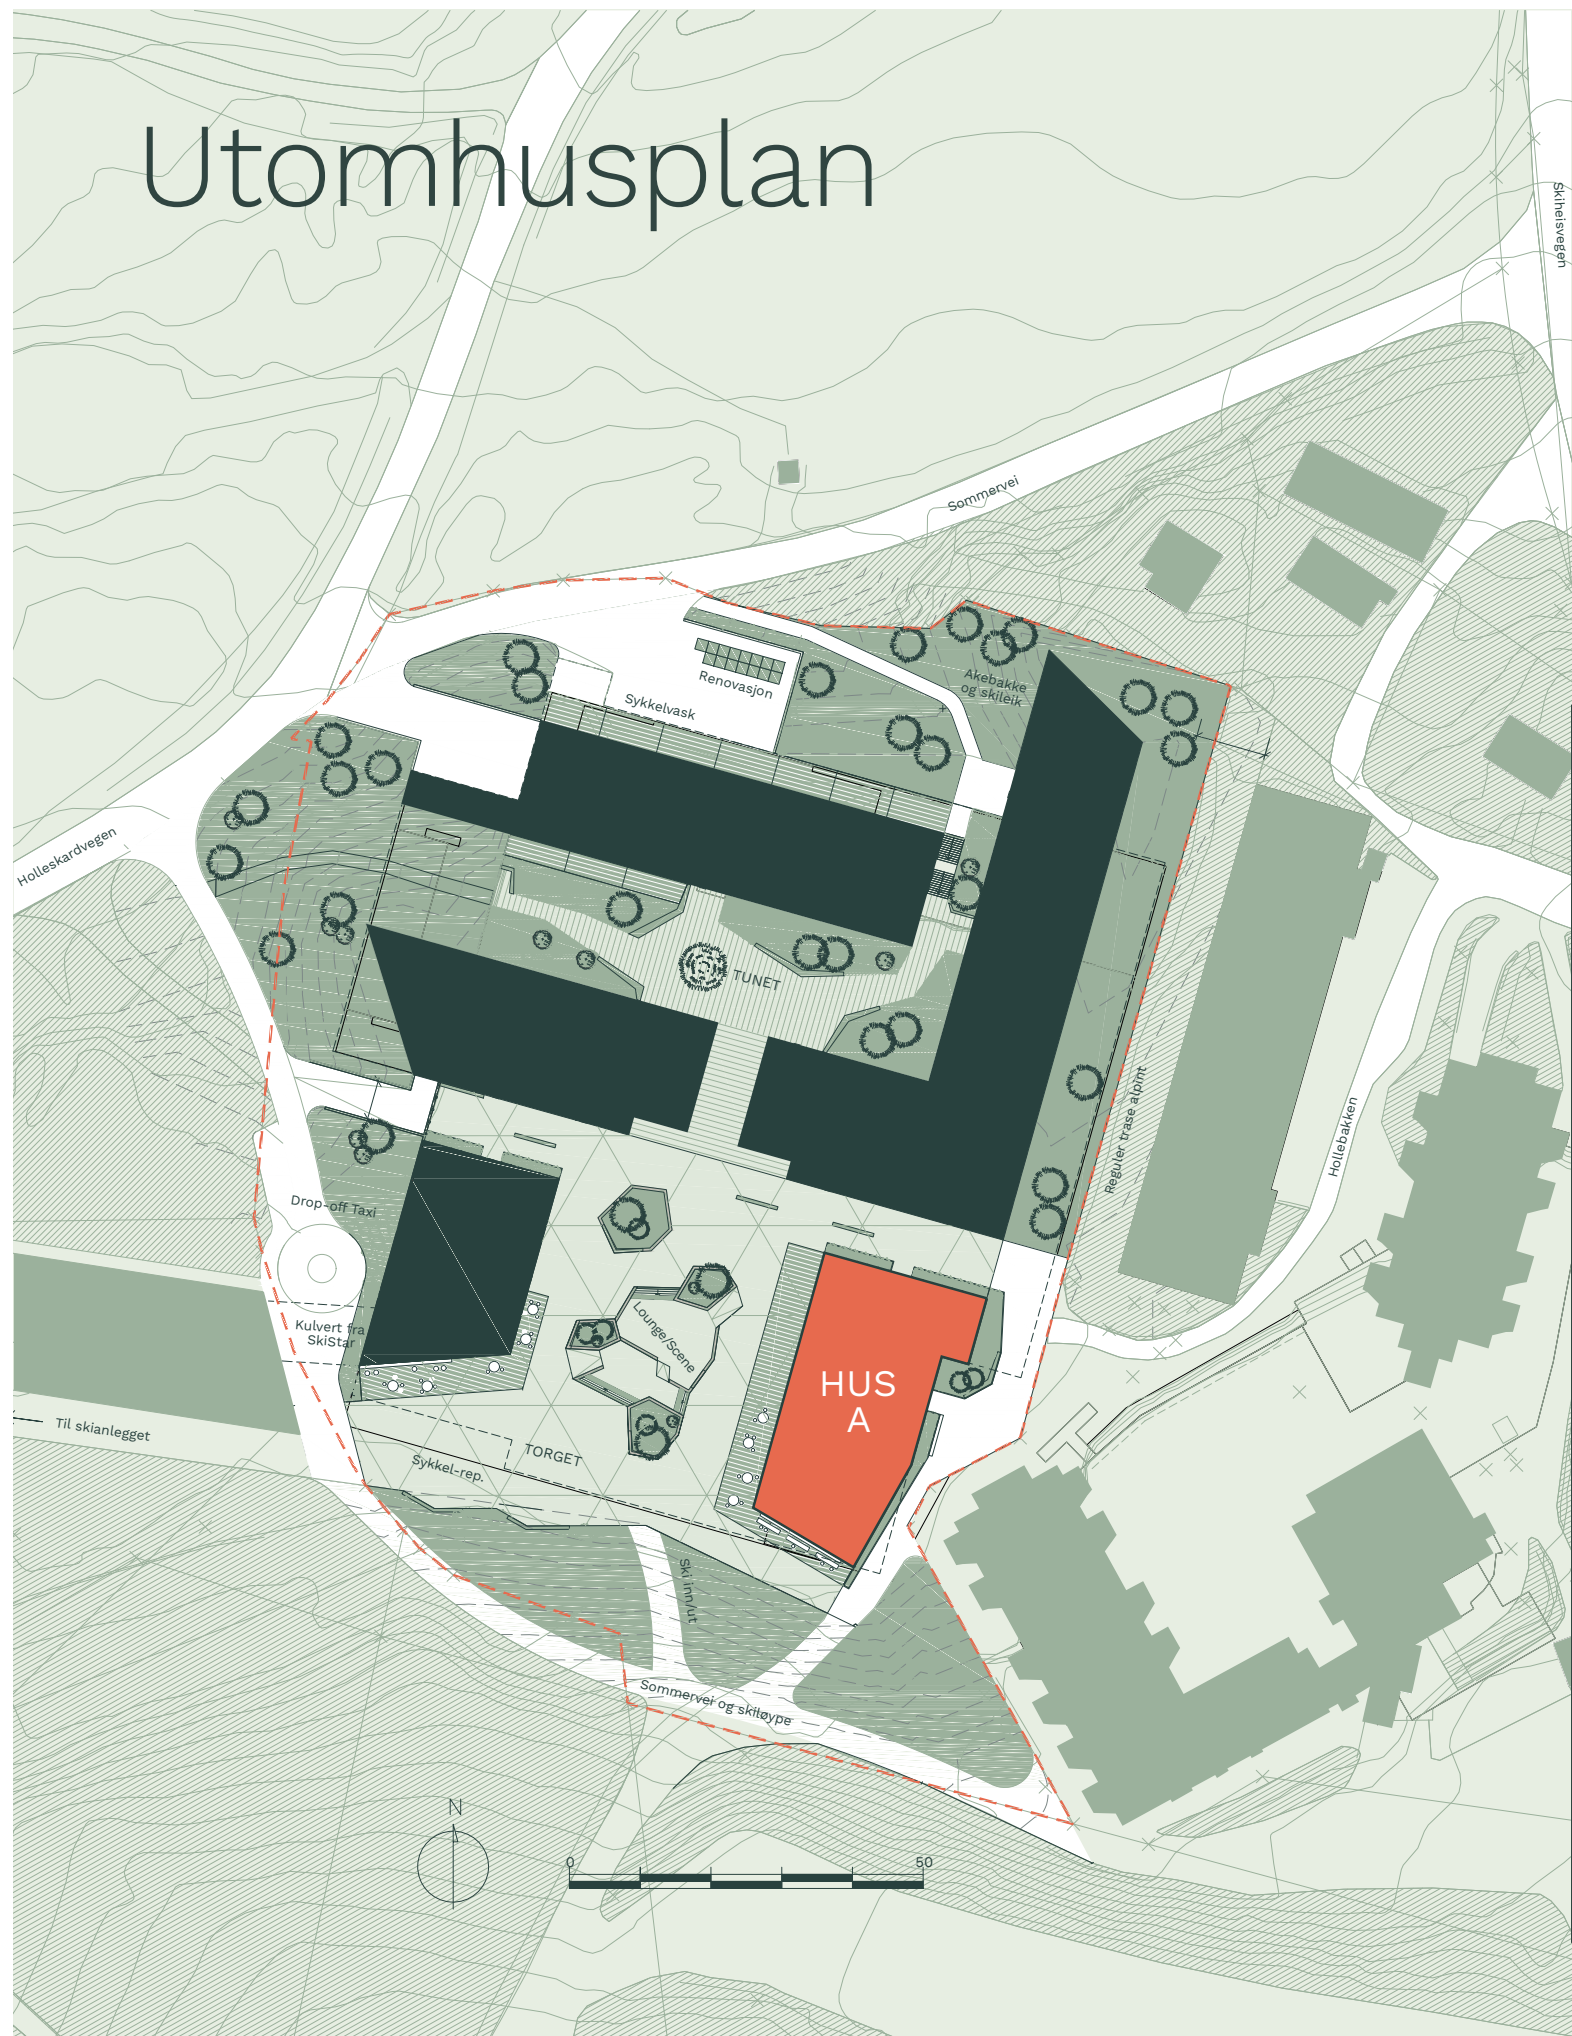 Utomhusplan
Skiheisvegen
Sommervei
Renovasjon
Sykkelvask
Akebakke
og skileik
Holleskardvegen
TUNET
Reguler trase alpint
Hollebakken
Drop-off Taxi
Kulvert fra
SkiStar
Lounge/Scene
HUS
A
Til skianlegget
TORGET
Sykkel-rep.
Ski inn/ut
Sommervei og skiløype
N
0
50